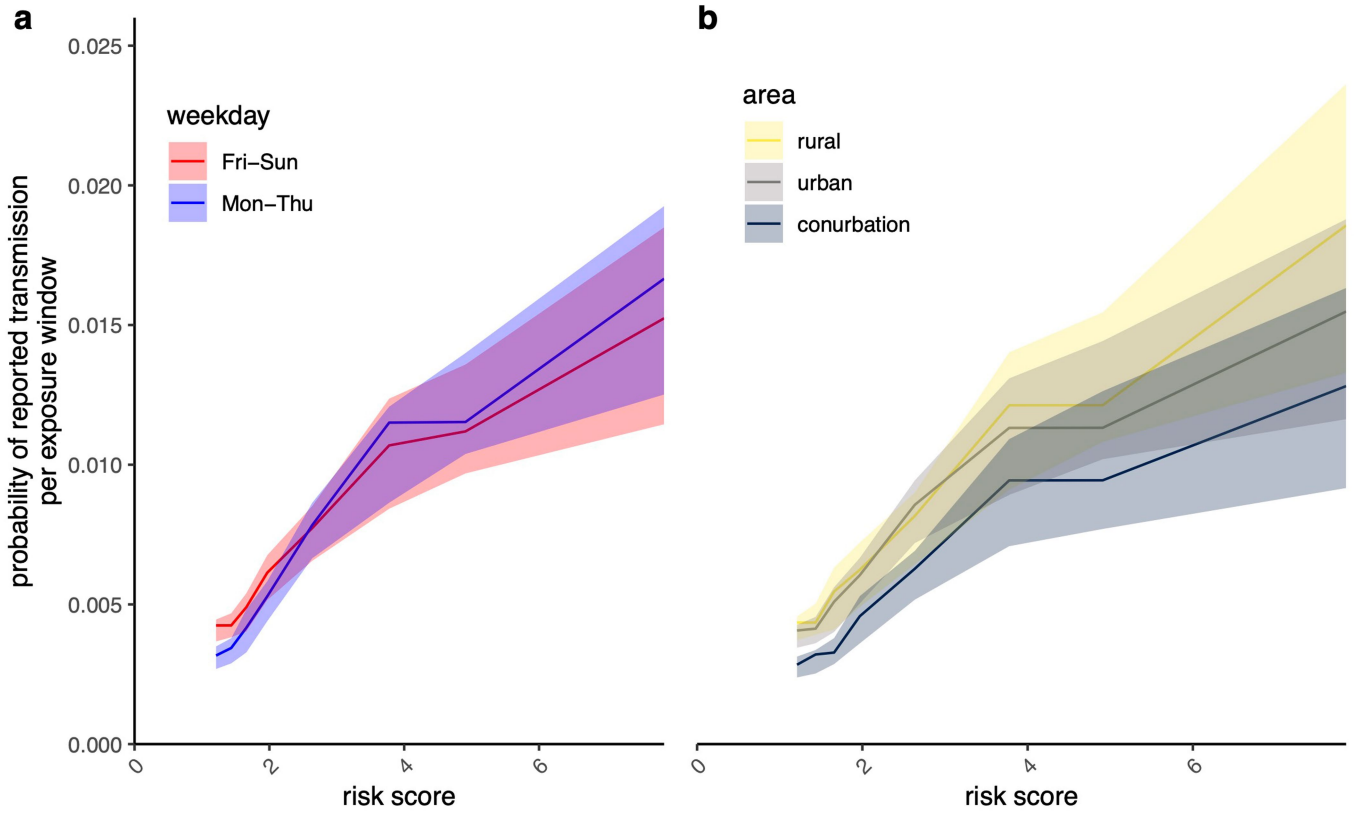 a
probability of reported transmission
per exposure window
0.025
0.020
0.015
0.010
0.005
0.000
weekday
Fri−Sun
Mon−Thu
0
2
4
6
risk score
b
area
rural
urban
conurbation
0
2
4
6
risk score